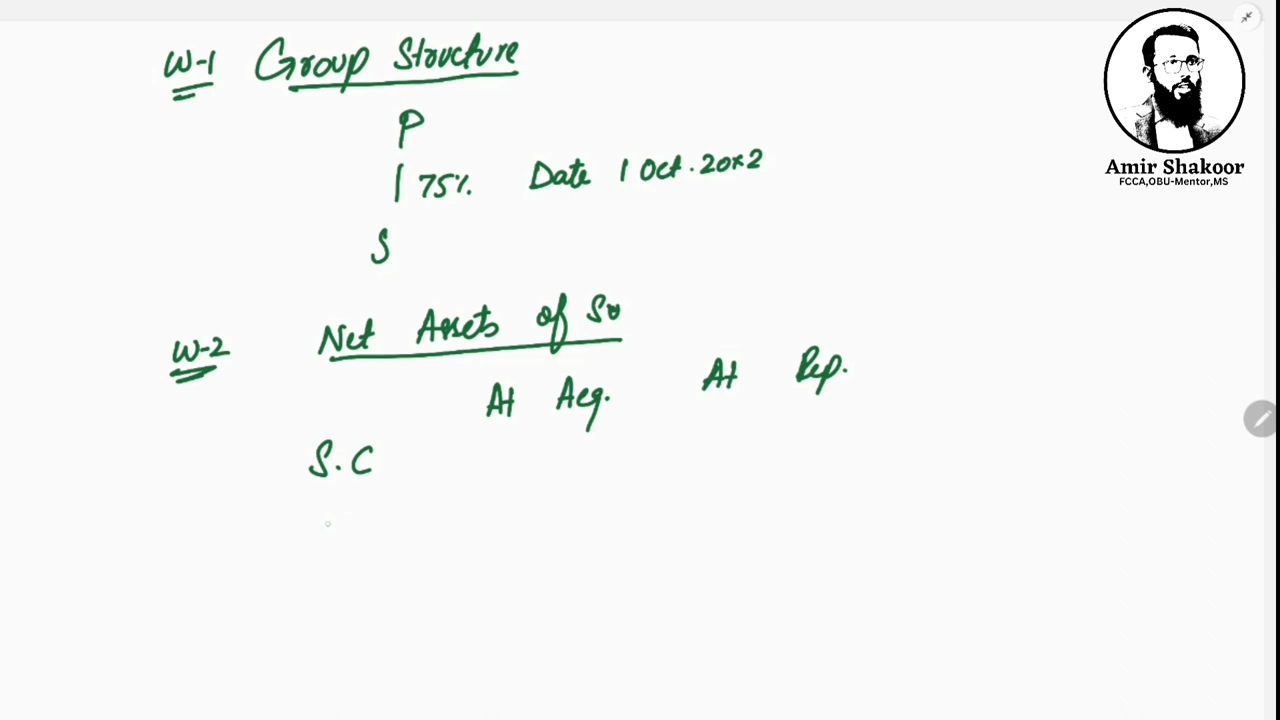 W-1 Group Structure
P
75% Date 1 Oct. 20x2
S
W-2 Net Assets of So
At Acq. At Rep.
S.C
Amir Shakoor
FCCA,OBU-Mentor,MS